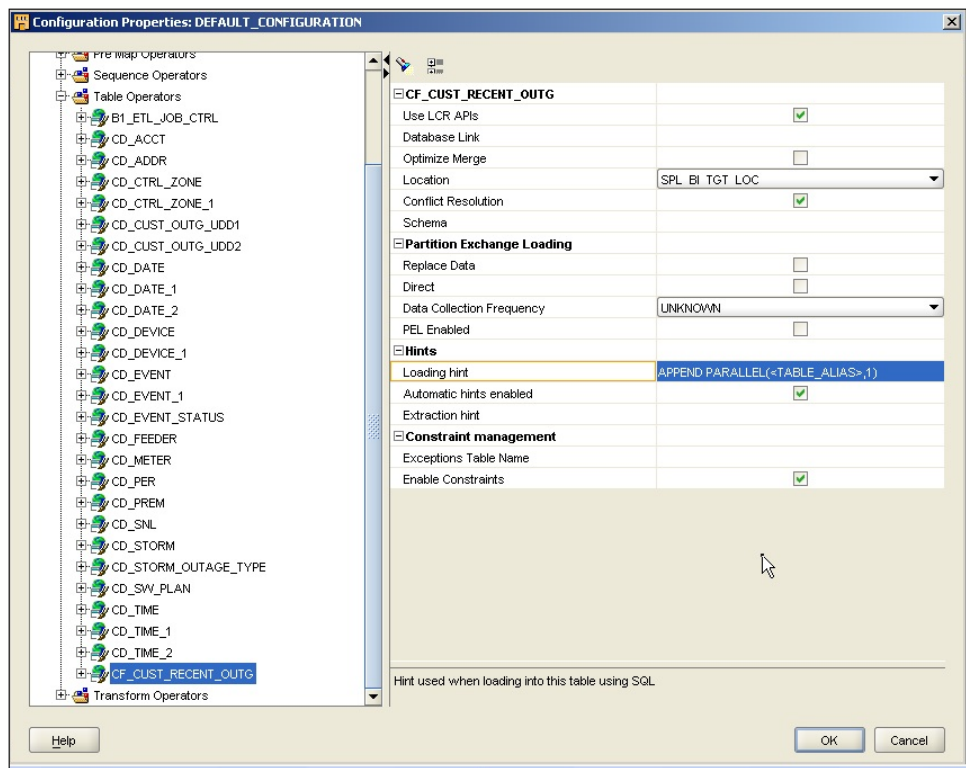 Configuration Properties: DEFAULT_CONFIGURATION
Pre Map Operators
Sequence Operators
Table Operators
B1_ETL_JOB_CTRL
CD_ACCT
CD_ADDR
CD_CTRL_ZONE
CD_CTRL_ZONE_1
CD_CUST_OUTG_UDD1
CD_CUST_OUTG_UDD2
CD_DATE
CD_DATE_1
CD_DATE_2
CD_DEVICE
CD_DEVICE_1
CD_EVENT
CD_EVENT_1
CD_EVENT_STATUS
CD_FEEDER
CD_METER
CD_PER
CD_PREM
CD_SNL
CD_STORM
CD_STORM_OUTAGE_TYPE
CD_SW_PLAN
CD_TIME
CD_TIME_1
CD_TIME_2
CF_CUST_RECENT_OUTG
Transform Operators
CF_CUST_RECENT_OUTG
Use LCR APIs
Database Link
Optimize Merge
Location SPL_BI_TGT_LOC
Conflict Resolution
Schema
Partition Exchange Loading
Replace Data
Direct
Data Collection Frequency UNKNOWN
PEL Enabled
Hints
Loading hint APPEND PARALLEL(<TABLE_ALIAS>,1)
Automatic hints enabled
Extraction hint
Constraint management
Exceptions Table Name
Enable Constraints
Hint used when loading into this table using SQL
Help OK Cancel